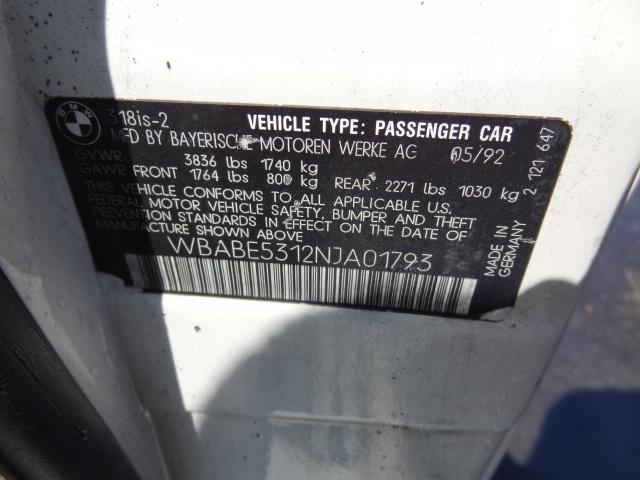 BMW
318is-2
VEHICLE TYPE: PASSENGER CAR
MFD BY BAYERISCHE MOTOREN WERKE AG 05/92
GVWR 3836 lbs 1740 kg
GAWR FRONT 1764 lbs 800 kg REAR 2271 lbs 1030 kg
THIS VEHICLE CONFORMS TO ALL APPLICABLE U.S.
FEDERAL MOTOR VEHICLE SAFETY, BUMPER AND THEFT
PREVENTION STANDARDS IN EFFECT ON THE DATE OF
MANUFACTURE SHOWN ABOVE
WBABE5312NJA01793
MADE IN
GERMANY
2 121 647